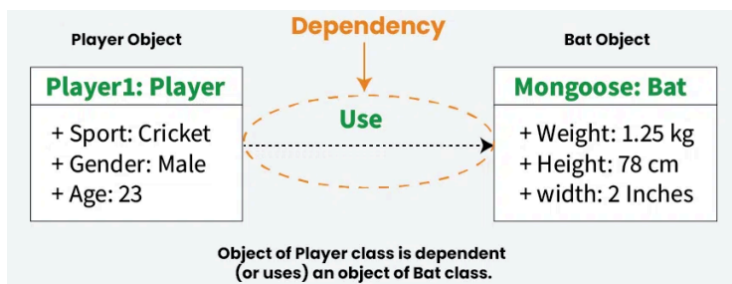 Dependency
Player Object
Bat Object
Player1: Player
+ Sport: Cricket
+ Gender: Male
+ Age: 23
Use
Mongoose: Bat
+ Weight: 1.25 kg
+ Height: 78 cm
+ width: 2 Inches
Object of Player class is dependent
(or uses) an object of Bat class.